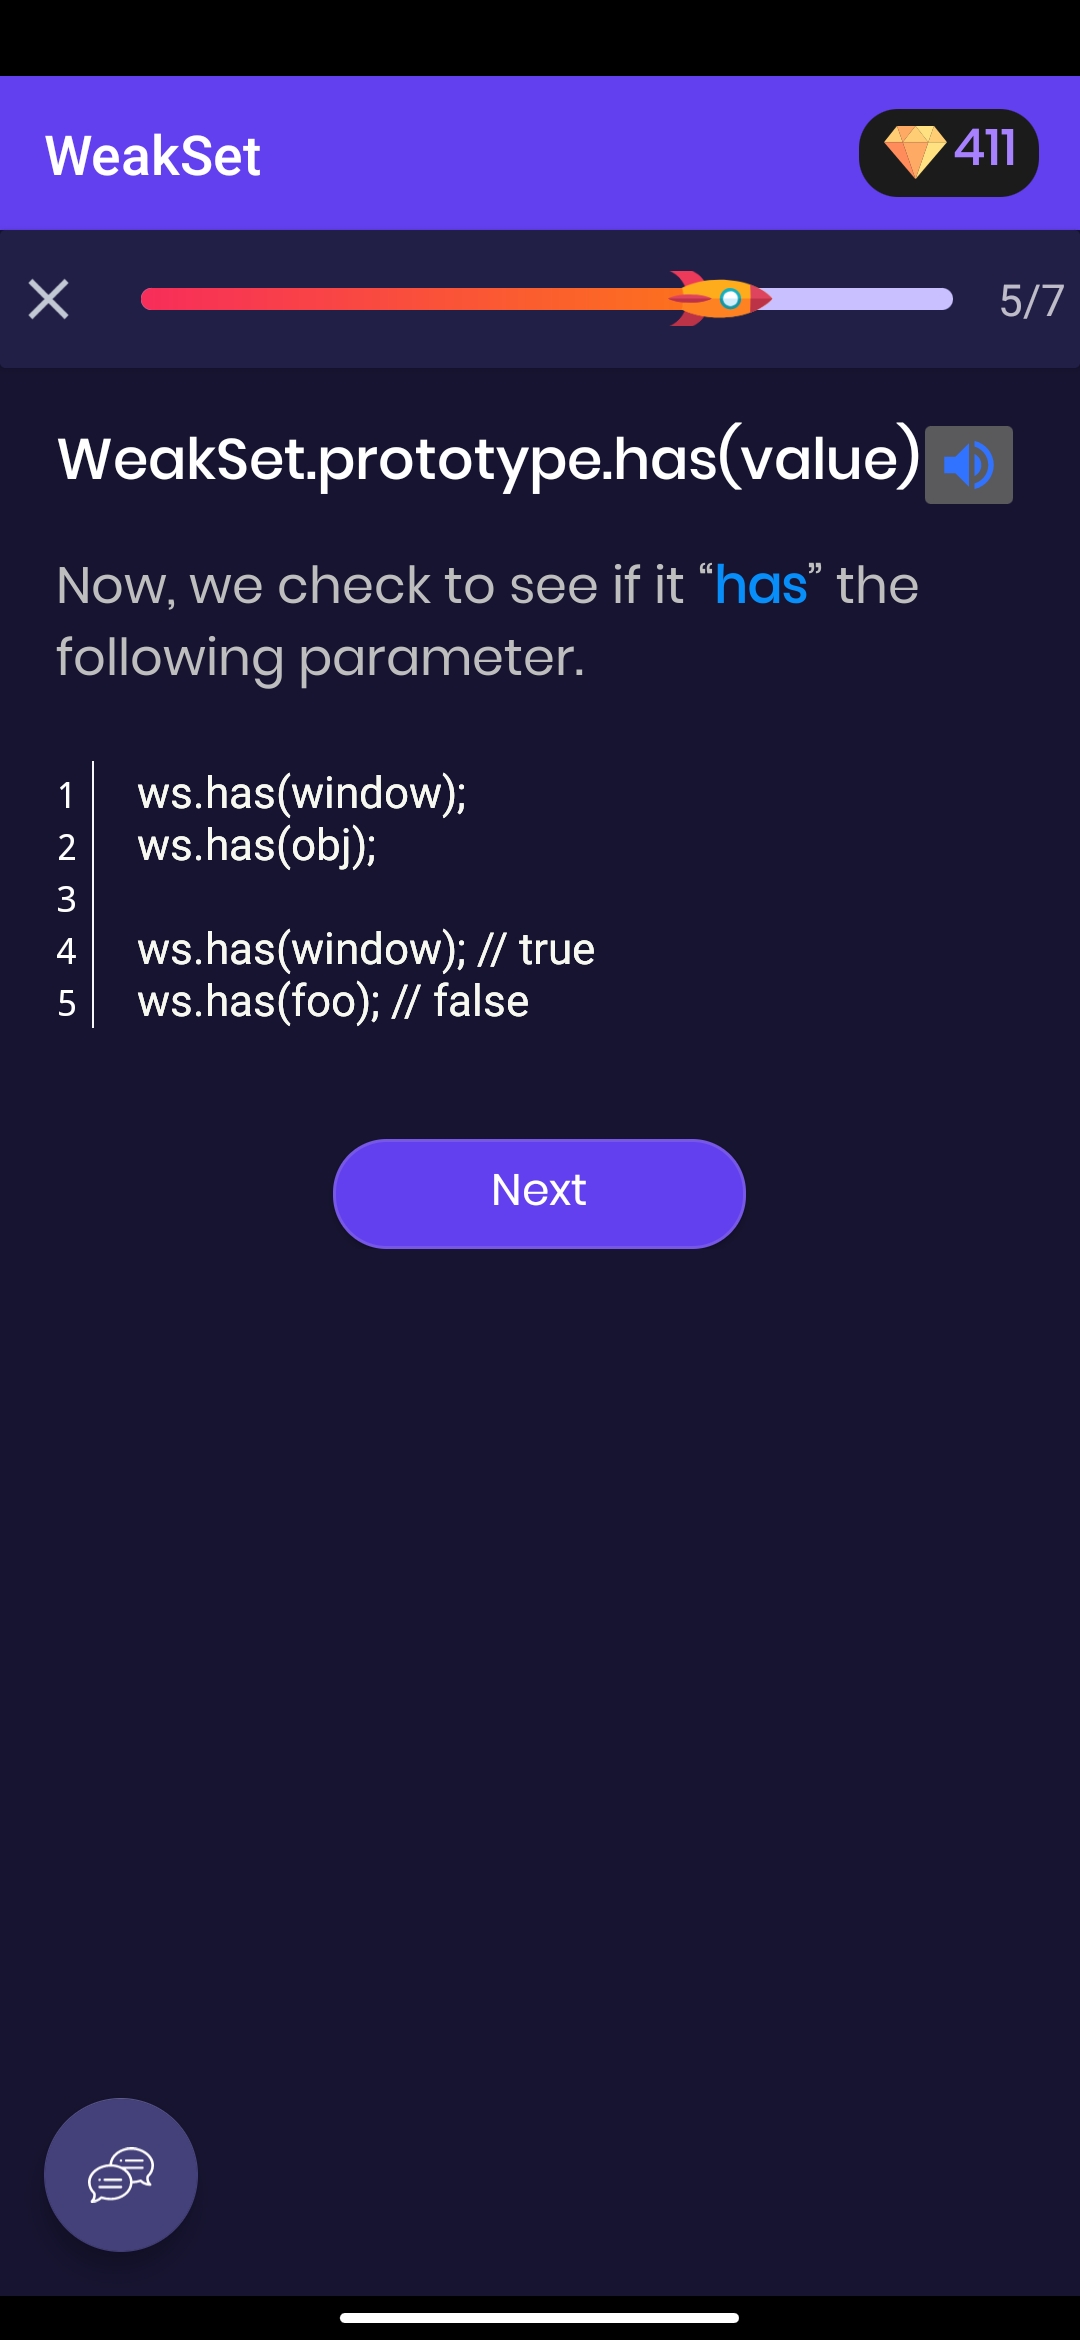 WeakSet
411
5/7
WeakSet.prototype.has(value)
Now, we check to see if it “has” the
following parameter.
1 ws.has(window);
2 ws.has(obj);
3
4 ws.has(window); // true
5 ws.has(foo); // false
Next